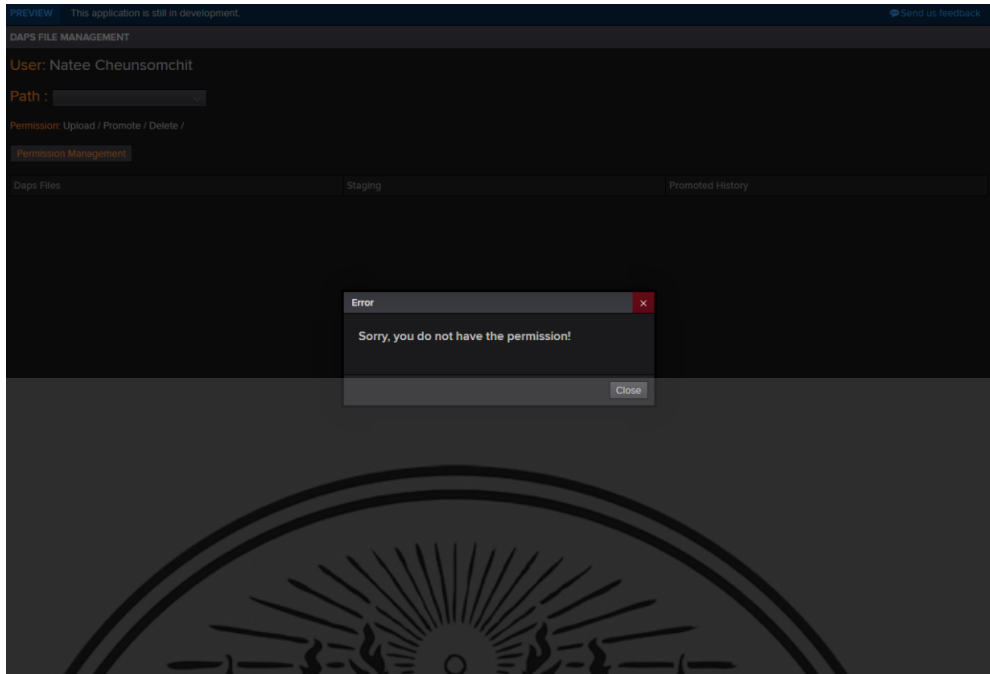 PREVIEW This application is still in development. Send us feedback
DAPS FILE MANAGEMENT
User: Natee Cheunsomchit
Path :
Permission: Upload / Promote / Delete /
Permission Management
Daps Files Staging Promoted History
Error ×
Sorry, you do not have the permission!
Close